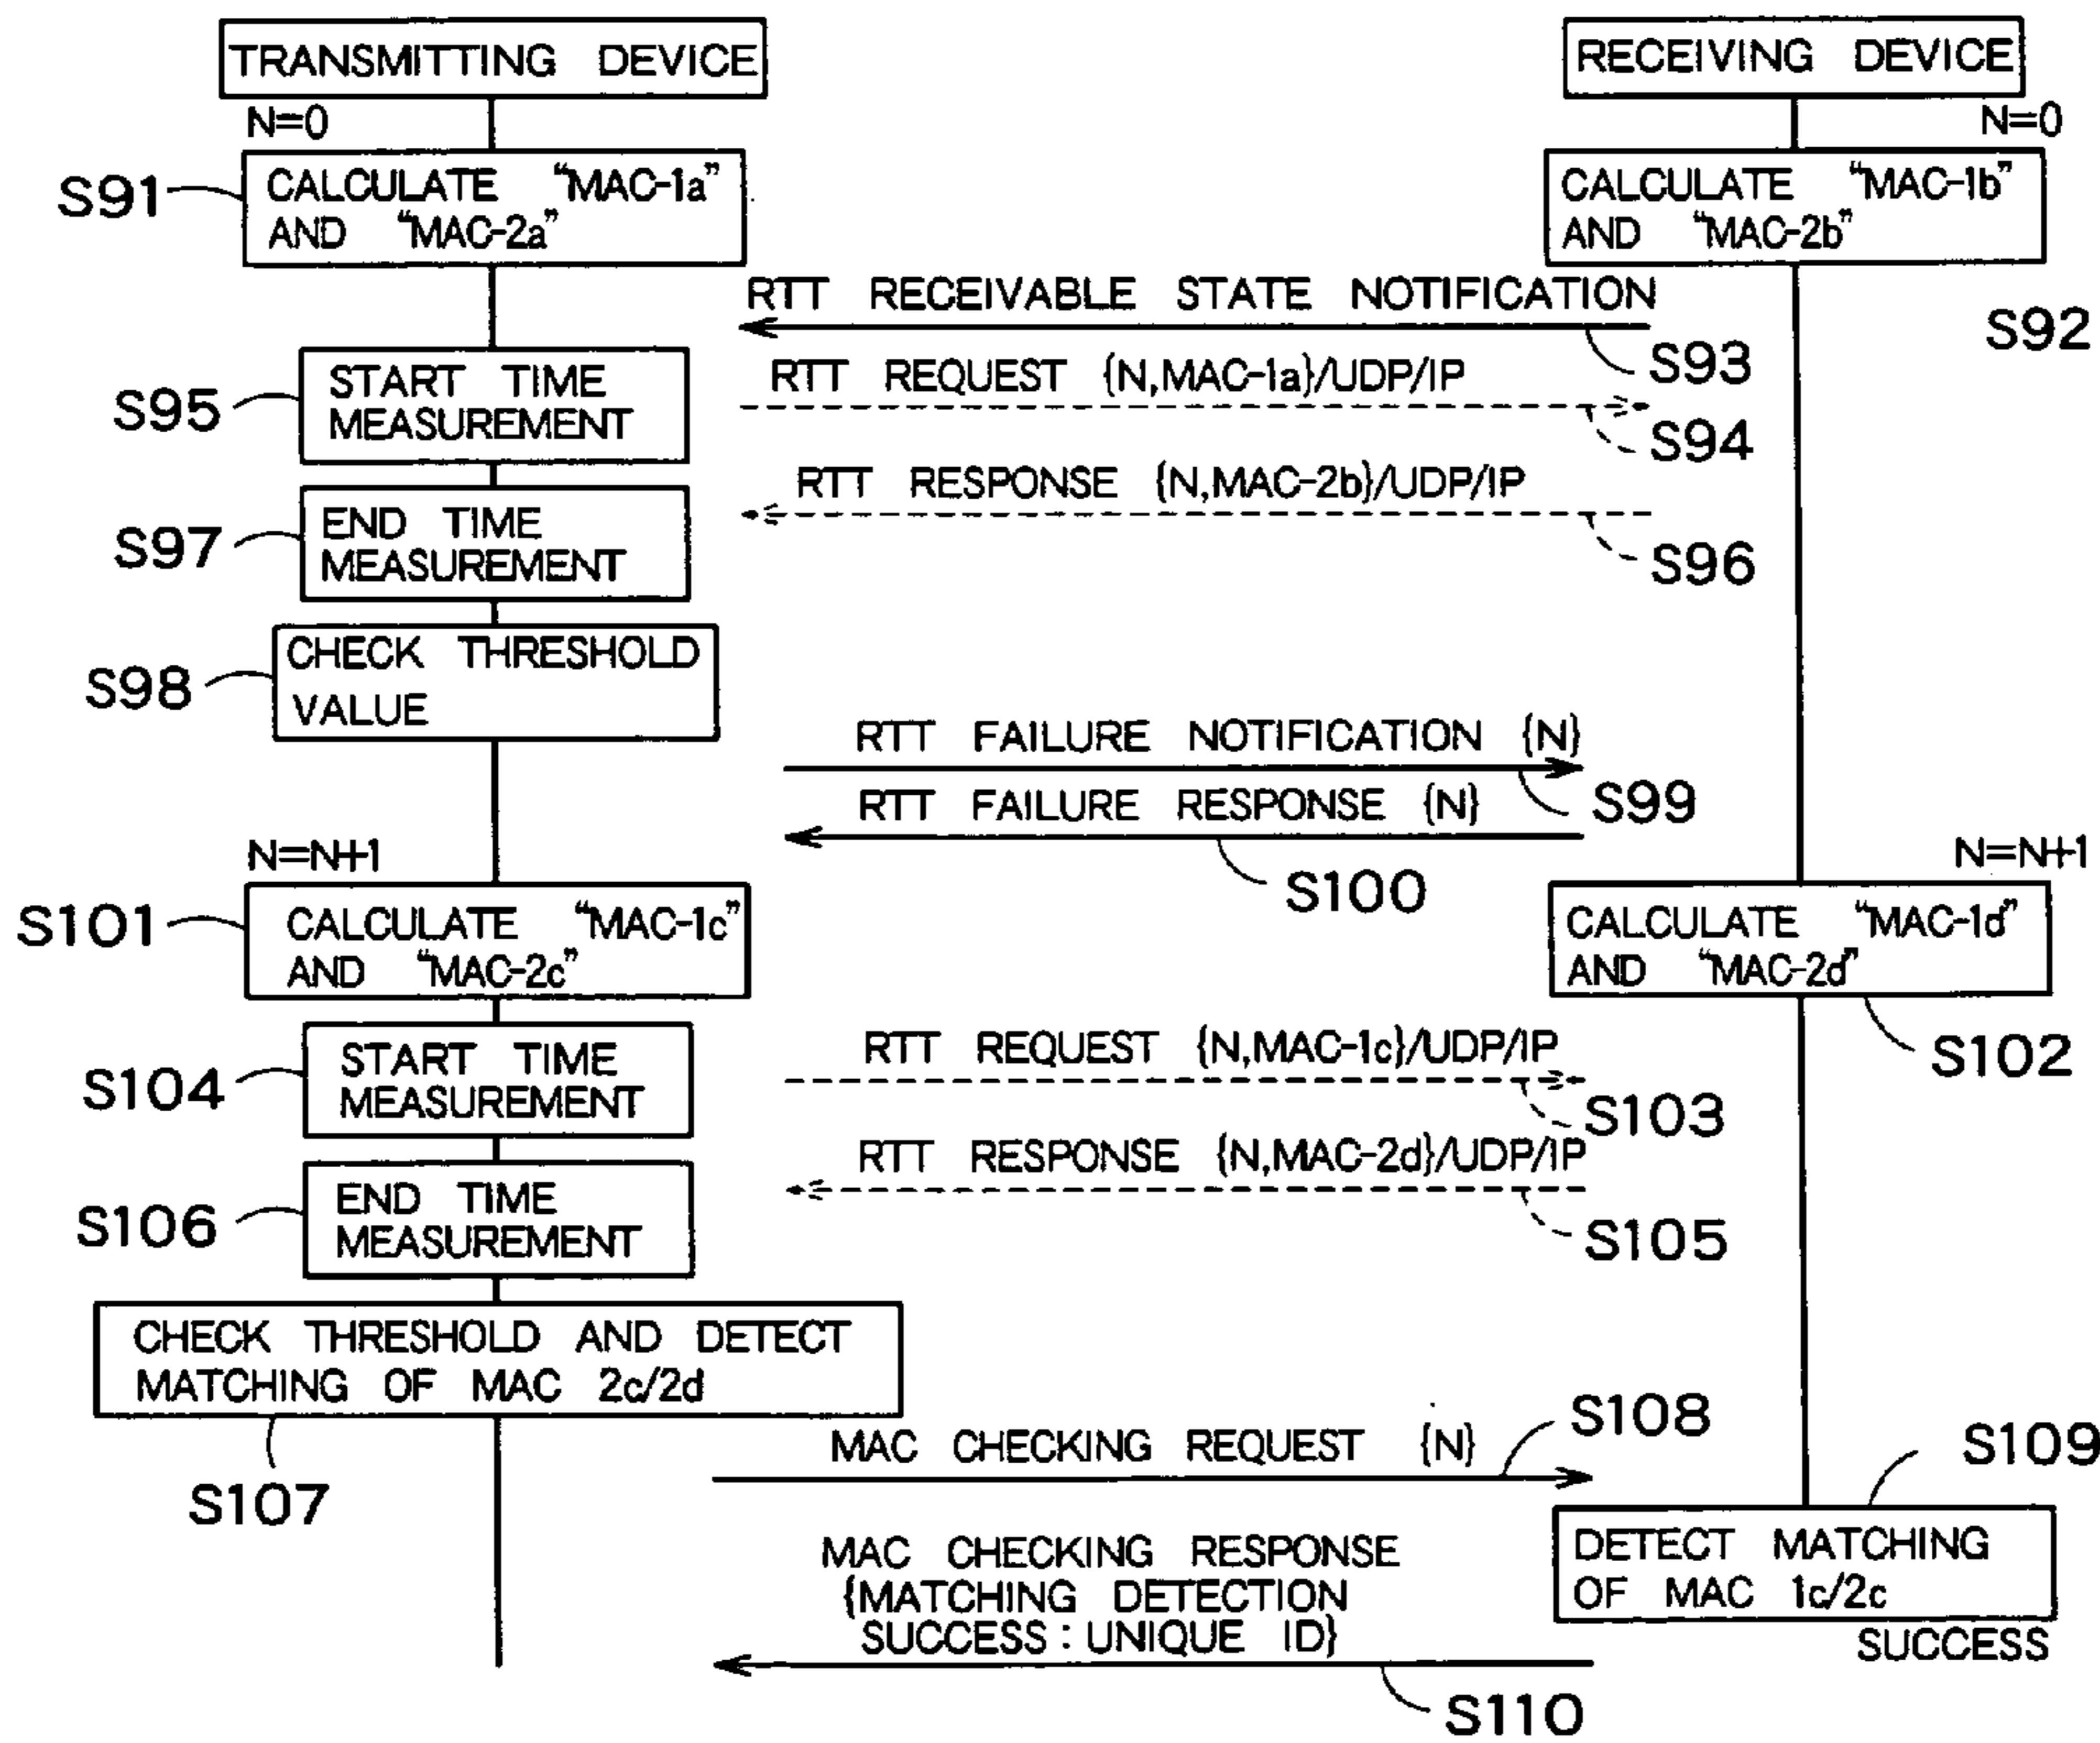 TRANSMITTING DEVICE
RECEIVING DEVICE
N=0
N=0
S91
CALCULATE "MAC-1a"
AND "MAC-2a"
CALCULATE "MAC-1b"
AND "MAC-2b"
S92
RTT RECEIVABLE STATE NOTIFICATION
S93
S95
START TIME
MEASUREMENT
RTT REQUEST {N,MAC-1a}/UDP/IP
S94
RTT RESPONSE {N,MAC-2b}/UDP/IP
S96
S97
END TIME
MEASUREMENT
S98
CHECK THRESHOLD
VALUE
RTT FAILURE NOTIFICATION {N}
S99
RTT FAILURE RESPONSE {N}
S100
N=N+1
N=N+1
S101
CALCULATE "MAC-1c"
AND "MAC-2c"
CALCULATE "MAC-1d"
AND "MAC-2d"
S102
S104
START TIME
MEASUREMENT
RTT REQUEST {N,MAC-1c}/UDP/IP
S103
RTT RESPONSE {N,MAC-2d}/UDP/IP
S105
S106
END TIME
MEASUREMENT
CHECK THRESHOLD AND DETECT
MATCHING OF MAC 2c/2d
S107
MAC CHECKING REQUEST {N}
S108
S109
DETECT MATCHING
OF MAC 1c/2c
SUCCESS
MAC CHECKING RESPONSE
{MATCHING DETECTION
SUCCESS : UNIQUE ID}
S110